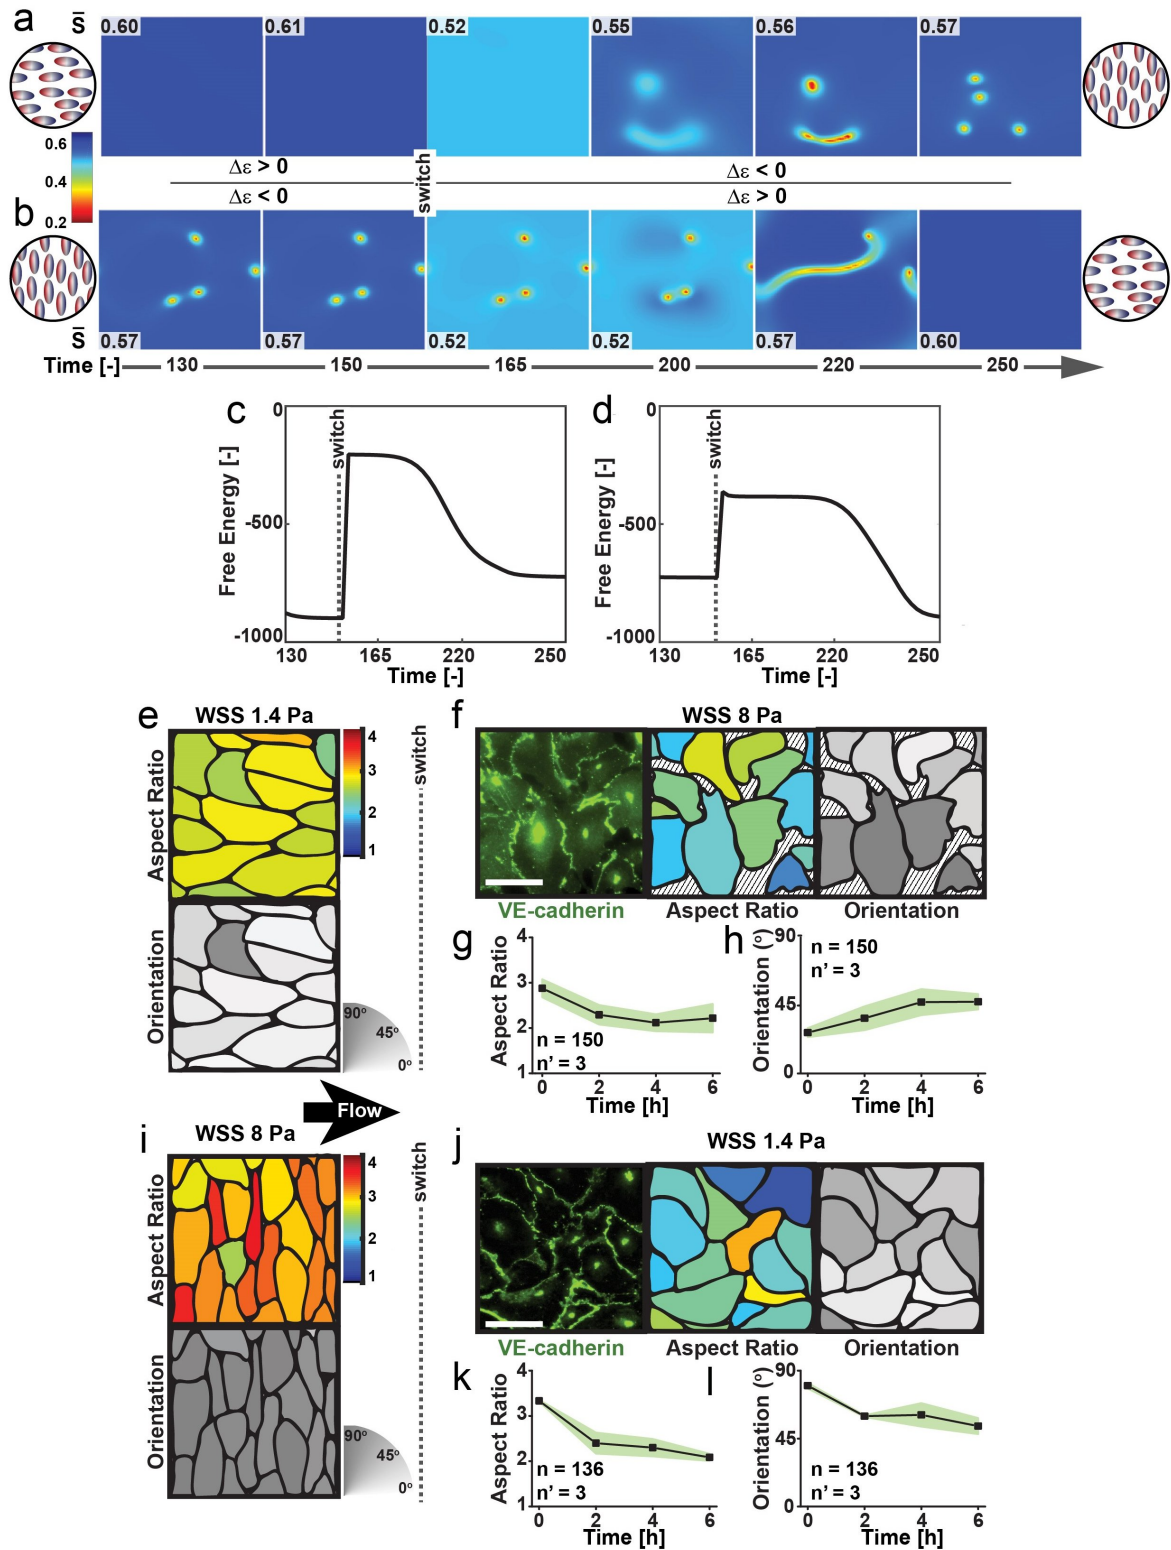 a
s̄
0.60
0.61
0.52
0.55
0.56
0.57
0.6
0.4
0.2
Δε > 0
Δε < 0
switch
Δε < 0
Δε > 0
b
s̄
0.57
0.57
0.52
0.52
0.57
0.60
Time [-]
130
150
165
200
220
250
c
0
-500
-1000
Free Energy [-]
switch
130
165
220
250
Time [-]
d
0
-500
-1000
Free Energy [-]
switch
130
165
220
250
Time [-]
e
WSS 1.4 Pa
Aspect Ratio
4
3
2
1
Orientation
90º
45º
0º
switch
f
WSS 8 Pa
VE-cadherin
Aspect Ratio
Orientation
g
Aspect Ratio
4
3
2
1
n = 150
n' = 3
0
2
4
6
Time [h]
h
Orientation (º)
90
45
0
n = 150
n' = 3
0
2
4
6
Time [h]
Flow
i
WSS 8 Pa
Aspect Ratio
4
3
2
1
Orientation
90º
45º
0º
switch
j
WSS 1.4 Pa
VE-cadherin
Aspect Ratio
Orientation
k
Aspect Ratio
4
3
2
1
n = 136
n' = 3
0
2
4
6
Time [h]
l
Orientation (º)
90
45
0
n = 136
n' = 3
0
2
4
6
Time [h]